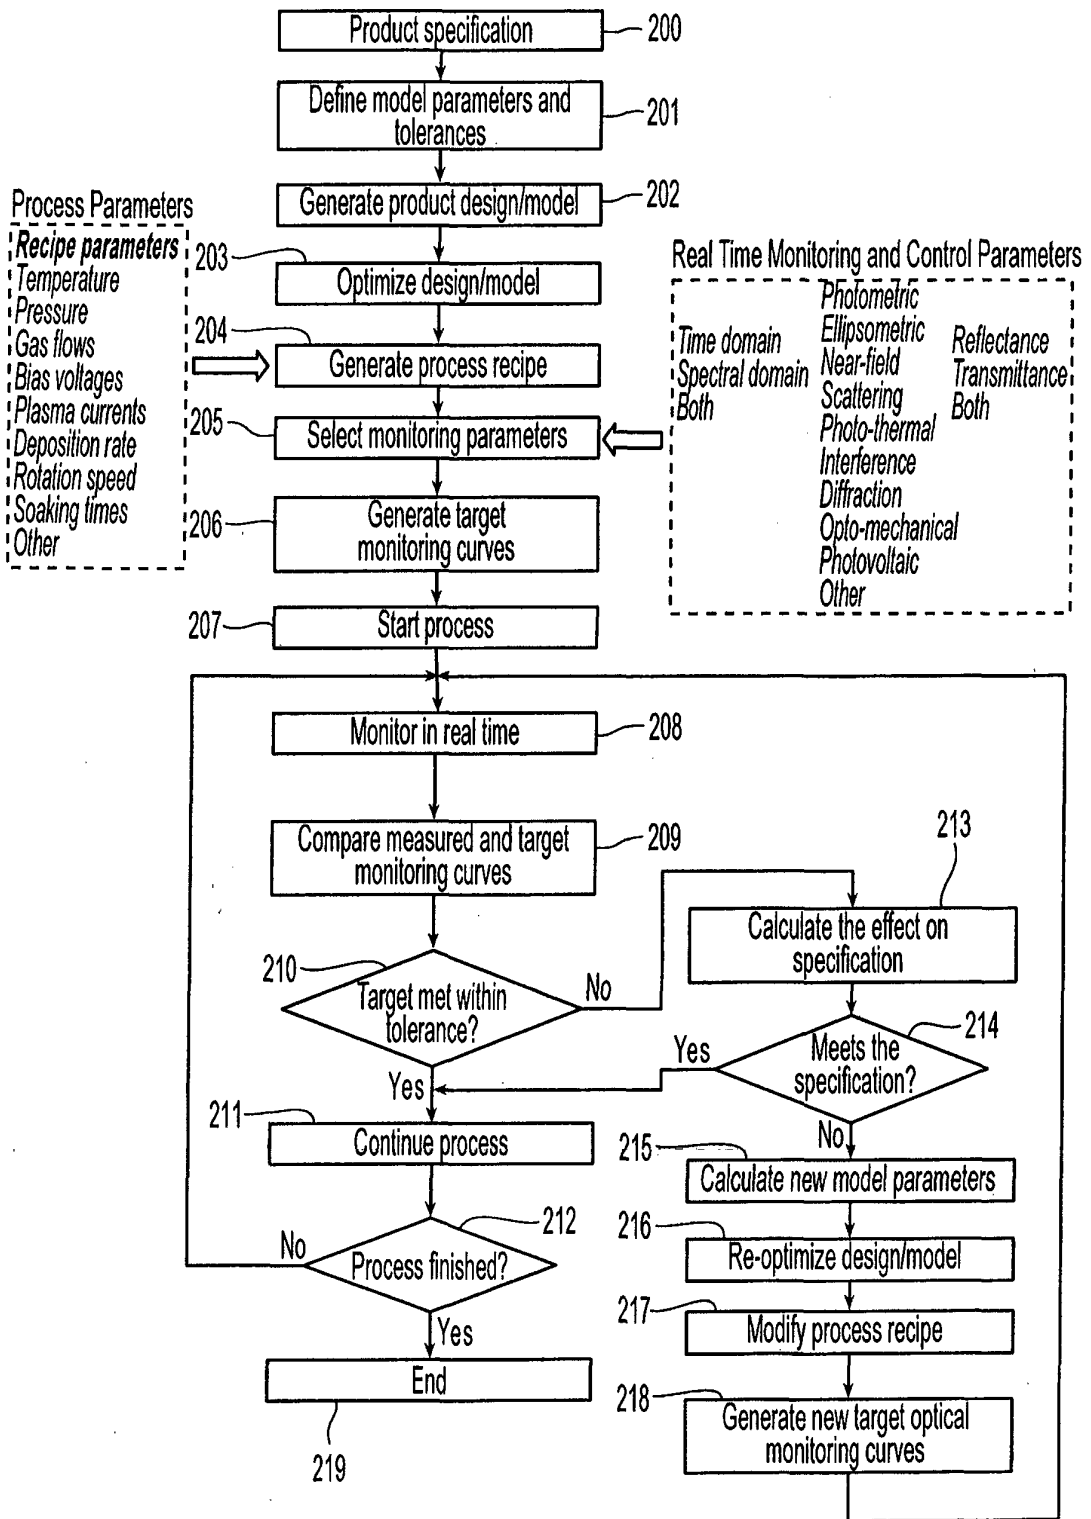 Product specification
200
Define model parameters and
tolerances
201
Generate product design/model
202
Process Parameters
Recipe parameters
Temperature
Pressure
Gas flows
Bias voltages
Plasma currents
Deposition rate
Rotation speed
Soaking times
Other
203
Optimize design/model
204
Generate process recipe
205
Select monitoring parameters
Real Time Monitoring and Control Parameters
Time domain
Spectral domain
Both
Photometric
Ellipsometric
Near-field
Scattering
Photo-thermal
Interference
Diffraction
Opto-mechanical
Photovoltaic
Other
Reflectance
Transmittance
Both
206
Generate target
monitoring curves
207
Start process
Monitor in real time
208
Compare measured and target
monitoring curves
209
210
Target met within
tolerance?
No
Yes
213
Calculate the effect on
specification
214
Meets the
specification?
Yes
No
211
Continue process
212
Process finished?
No
Yes
End
219
215
Calculate new model parameters
216
Re-optimize design/model
217
Modify process recipe
218
Generate new target optical
monitoring curves